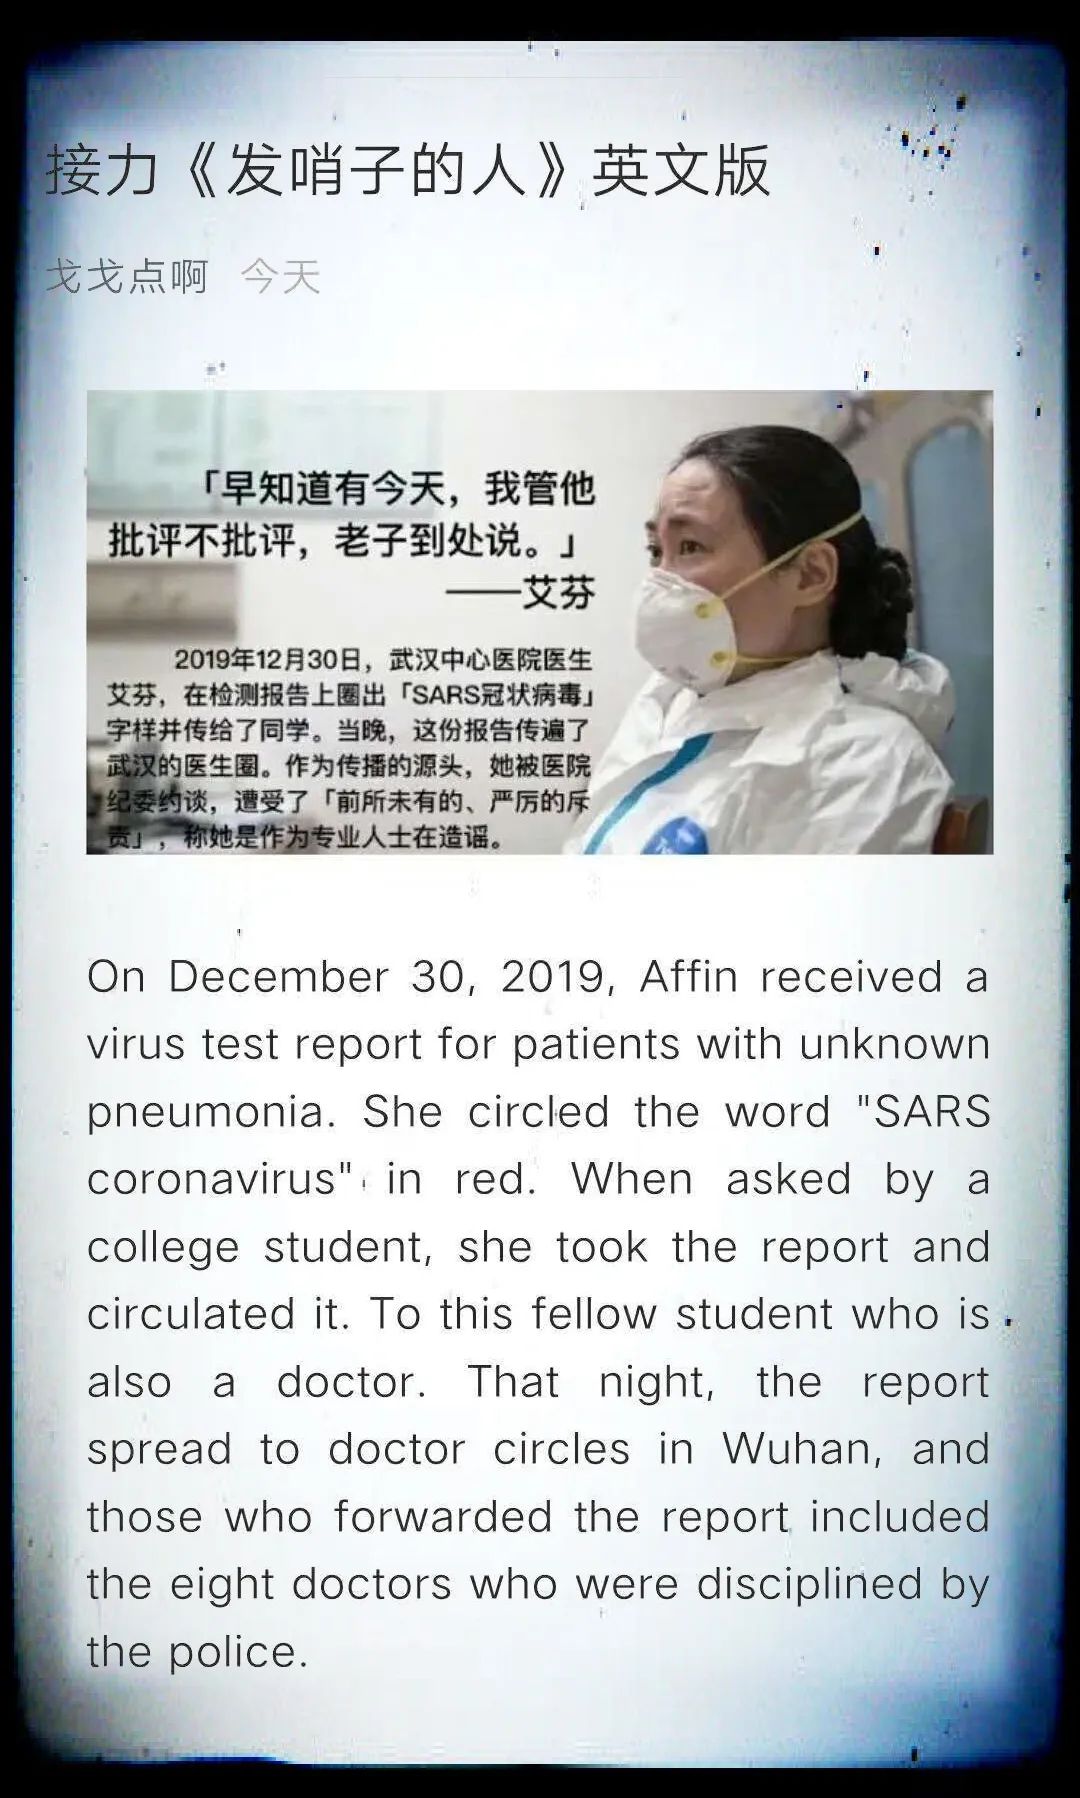 接力《发哨子的人》英文版
戈戈点啊 今天
「早知道有今天，我管他
批评不批评，老子到处说。」
——艾芬
2019年12月30日，武汉中心医院医生
艾芬，在检测报告上圈出「SARS冠状病毒」
字样并传给了同学。当晚，这份报告传遍了
武汉的医生圈。作为传播的源头，她被医院
纪委约谈，遭受了「前所未有的、严厉的斥
责」，称她是作为专业人士在造谣。
On December 30, 2019, Affin received a
virus test report for patients with unknown
pneumonia. She circled the word "SARS
coronavirus" in red. When asked by a
college student, she took the report and
circulated it. To this fellow student who is
also a doctor. That night, the report
spread to doctor circles in Wuhan, and
those who forwarded the report included
the eight doctors who were disciplined by
the police.